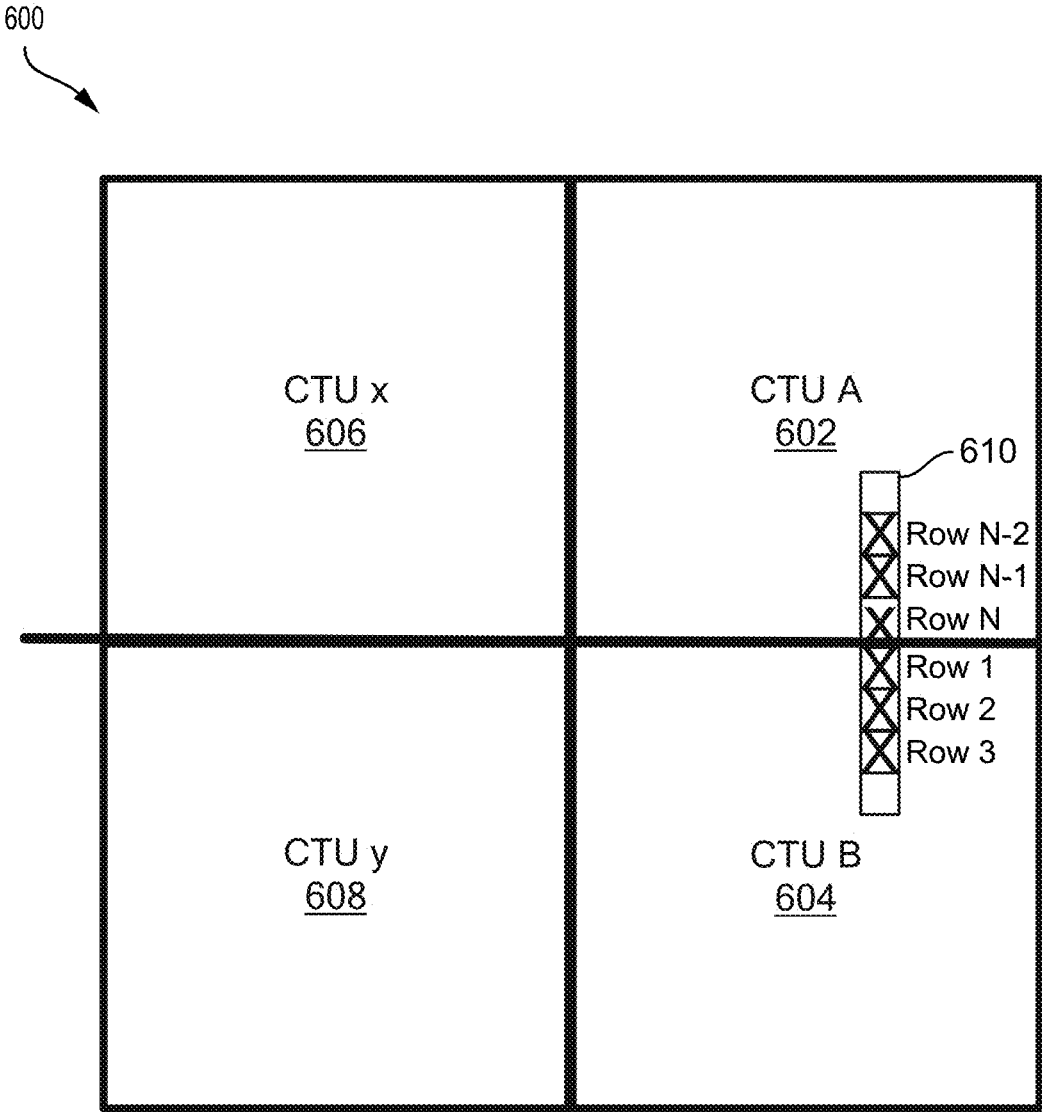 600
CTU x
606
CTU A
602
610
Row N-2
Row N-1
Row N
Row 1
Row 2
Row 3
CTU y
608
CTU B
604